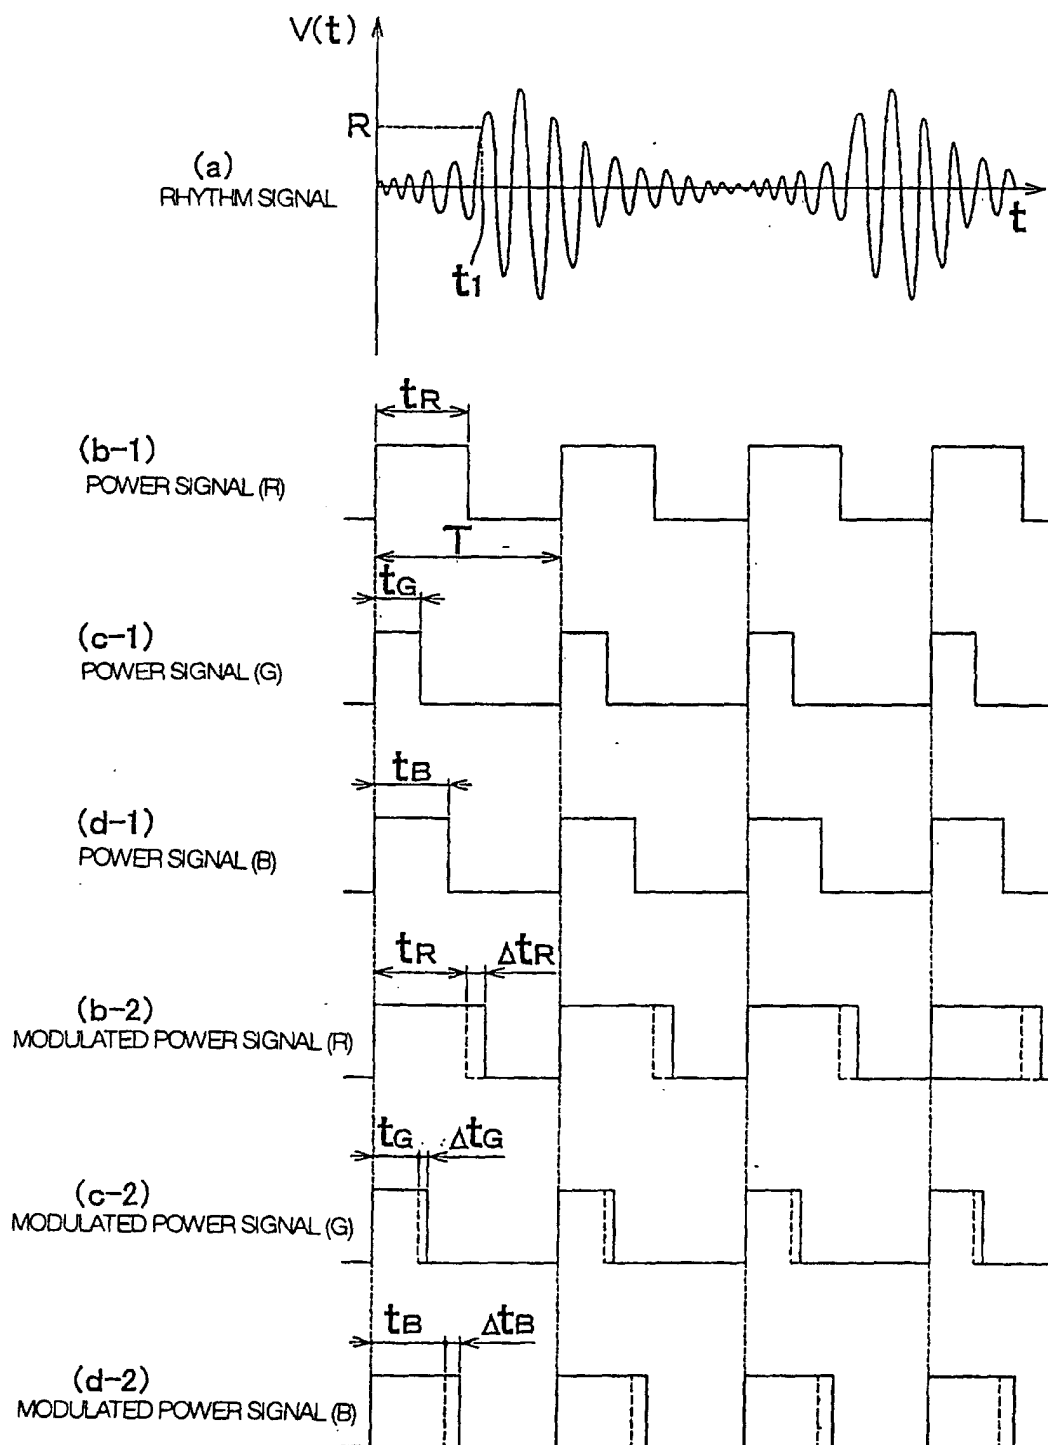 V(t)
R
(a)
RHYTHM SIGNAL
t
t1
tR
(b-1)
POWER SIGNAL (R)
T
tG
(c-1)
POWER SIGNAL (G)
tB
(d-1)
POWER SIGNAL (B)
tR ΔtR
(b-2)
MODULATED POWER SIGNAL (R)
tG ΔtG
(c-2)
MODULATED POWER SIGNAL (G)
tB ΔtB
(d-2)
MODULATED POWER SIGNAL (B)